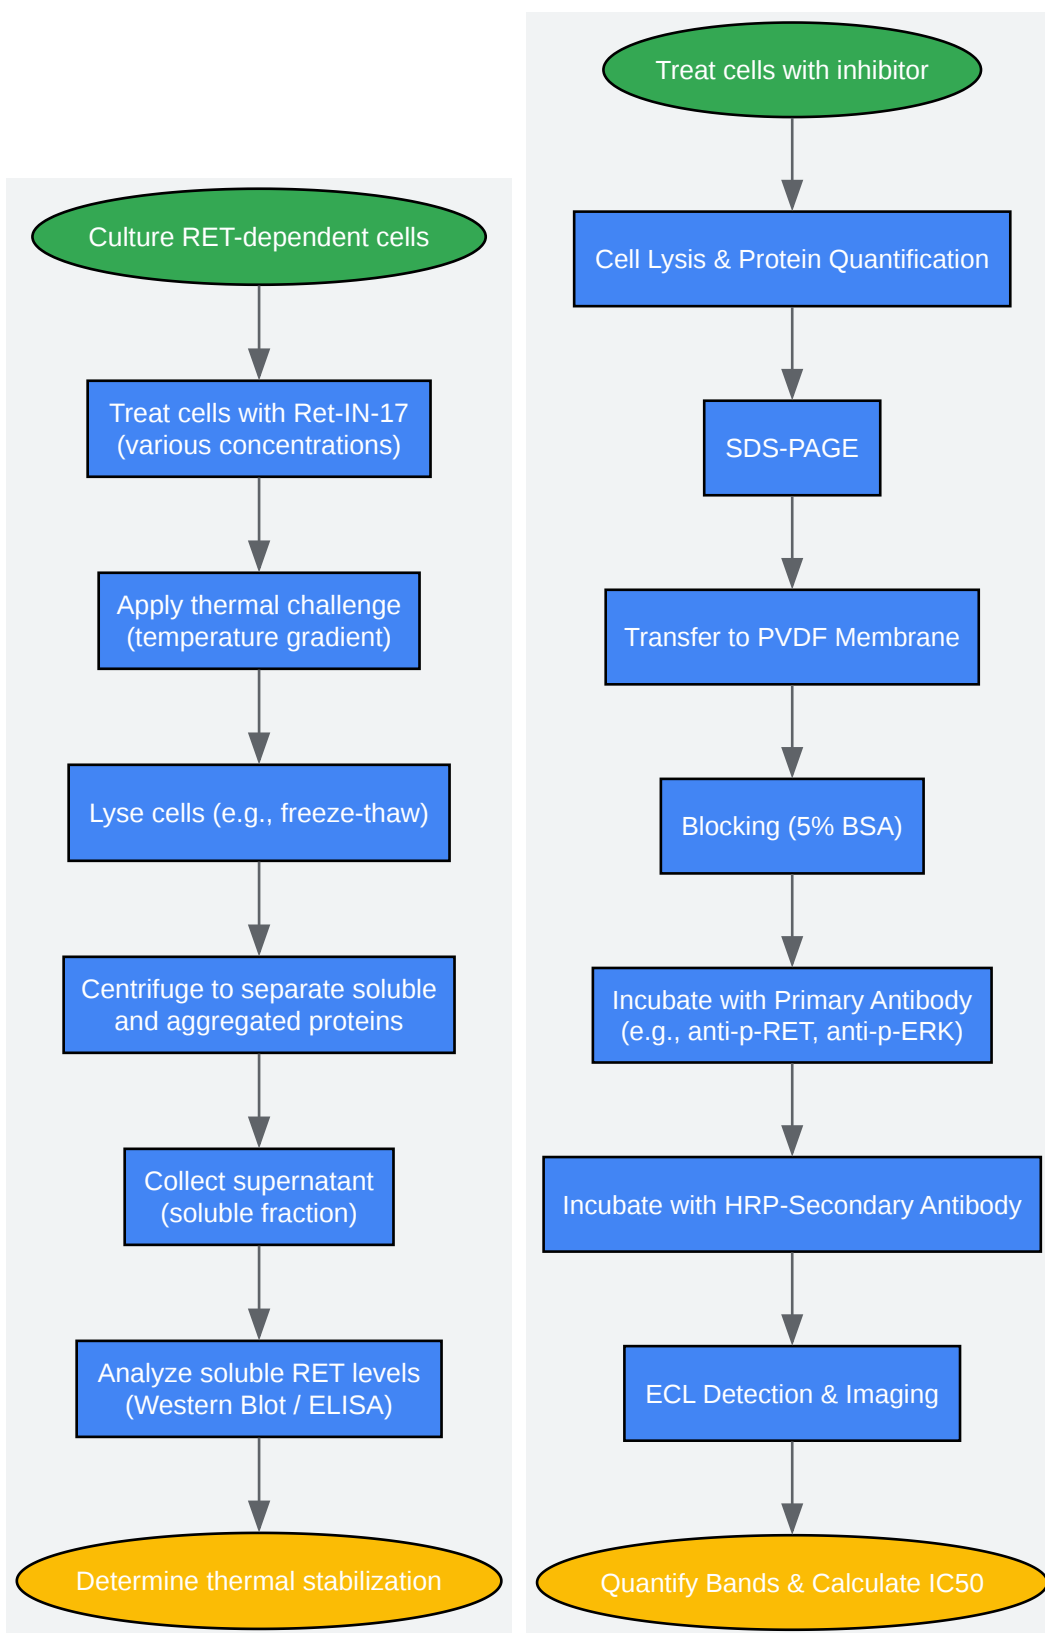 Culture RET-dependent cells
Treat cells with Ret-IN-17
(various concentrations)
Apply thermal challenge
(temperature gradient)
Lyse cells (e.g., freeze-thaw)
Centrifuge to separate soluble
and aggregated proteins
Collect supernatant
(soluble fraction)
Analyze soluble RET levels
(Western Blot / ELISA)
Determine thermal stabilization
Treat cells with inhibitor
Cell Lysis & Protein Quantification
SDS-PAGE
Transfer to PVDF Membrane
Blocking (5% BSA)
Incubate with Primary Antibody
(e.g., anti-p-RET, anti-p-ERK)
Incubate with HRP-Secondary Antibody
ECL Detection & Imaging
Quantify Bands & Calculate IC50